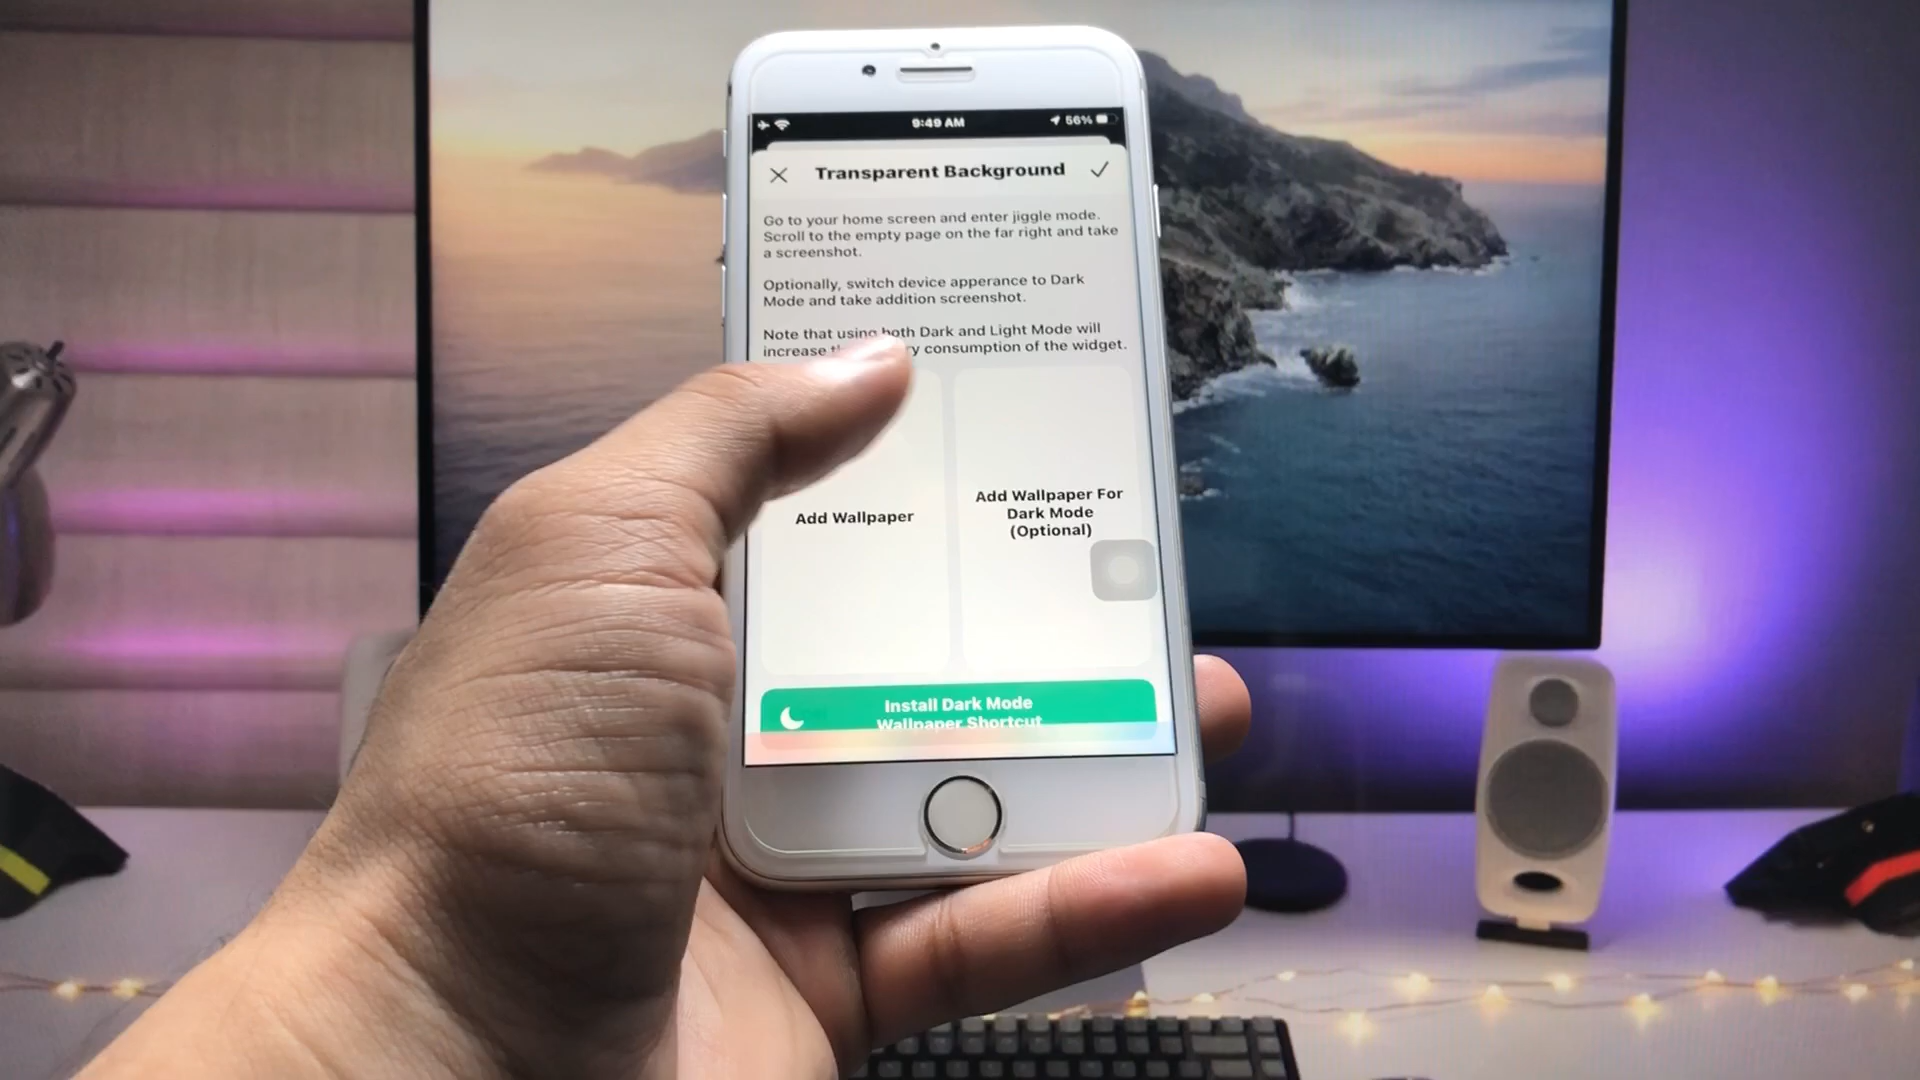 9:49 AM
56%
Transparent Background
Go to your home screen and enter jiggle mode.
Scroll to the empty page on the far right and take
a screenshot.
Optionally, switch device apperance to Dark
Mode and take addition screenshot.
Note that using both Dark and Light Mode will
increase consumption of the widget.
Add Wallpaper
Add Wallpaper For
Dark Mode
(Optional)
Install Dark Mode
Wallpaper Shortcut